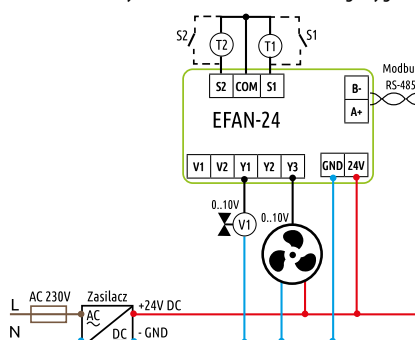 S2
T2
T1
S1
S2 COM S1
Modbu
RS-485
B-
A+
EFAN-24
V1 V2 Y1 Y2 Y3
GND 24V
0..10V
V1
0..10V
L
AC 230V
Zasilacz
+24V DC
AC
N
DC
- GND